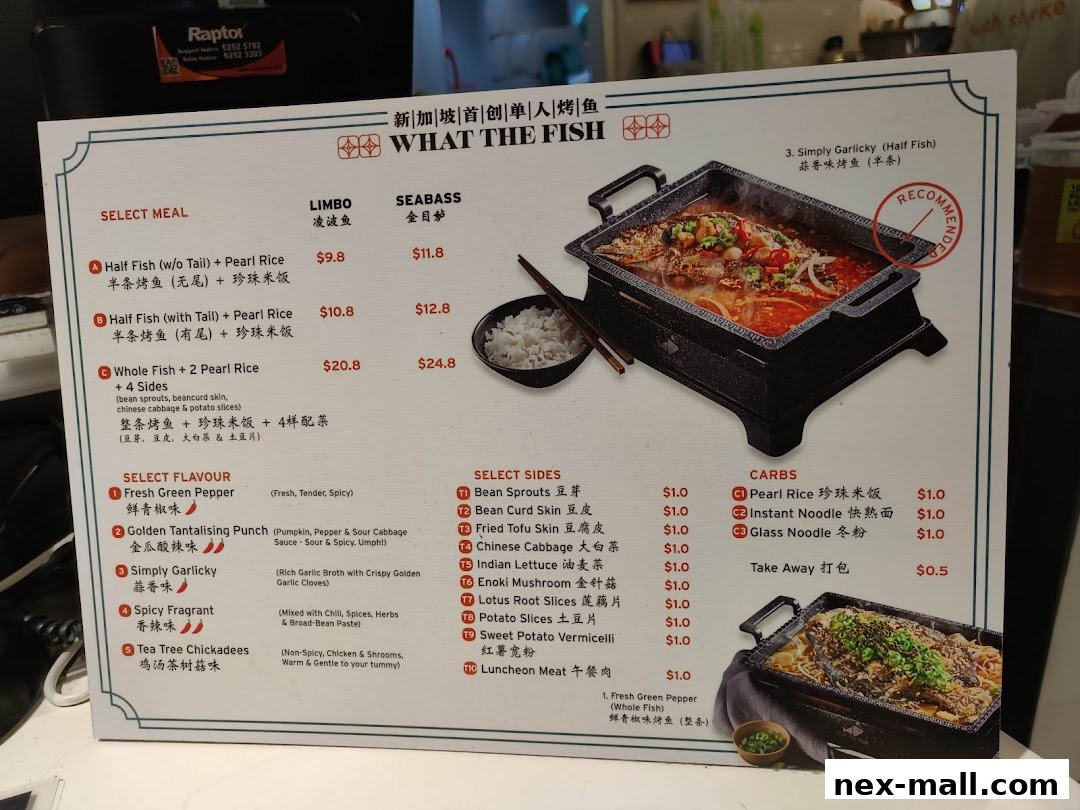 Raptor
Support Hotline 6252 5792
Sales Hotline 6252 3393
新|加|坡|首|创|单|人|烤|鱼
WHAT THE FISH
3. Simply Garlicky (Half Fish)
蒜香味烤鱼 (半条)
RECOMMENDED
SELECT MEAL
LIMBO
凌波鱼
SEABASS
金目鲈
A Half Fish (w/o Tail) + Pearl Rice $9.8 $11.8
半条烤鱼 (无尾) + 珍珠米饭
B Half Fish (with Tail) + Pearl Rice $10.8 $12.8
半条烤鱼 (有尾) + 珍珠米饭
C Whole Fish + 2 Pearl Rice $20.8 $24.8
+ 4 Sides
(bean sprouts, beancurd skin,
chinese cabbage & potato slices)
整条烤鱼 + 珍珠米饭 + 4样配菜
(豆芽, 豆皮, 大白菜 & 土豆片)
SELECT FLAVOUR
1 Fresh Green Pepper (Fresh, Tender, Spicy)
鲜青椒味
2 Golden Tantalising Punch (Pumpkin, Pepper & Sour Cabbage
Sauce - Sour & Spicy. Umph!)
金瓜酸辣味
3 Simply Garlicky (Rich Garlic Broth with Crispy Golden
Garlic Cloves)
蒜香味
4 Spicy Fragrant (Mixed with Chili, Spices, Herbs
& Broad-Bean Paste)
香辣味
5 Tea Tree Chickadees (Non-Spicy, Chicken & Shrooms,
Warm & Gentle to your tummy)
鸡汤茶树菇味
SELECT SIDES
T1 Bean Sprouts 豆芽 $1.0
T2 Bean Curd Skin 豆皮 $1.0
T3 Fried Tofu Skin 豆腐皮 $1.0
T4 Chinese Cabbage 大白菜 $1.0
T5 Indian Lettuce 油麦菜 $1.0
T6 Enoki Mushroom 金针菇 $1.0
T7 Lotus Root Slices 莲藕片 $1.0
T8 Potato Slices 土豆片 $1.0
T9 Sweet Potato Vermicelli $1.0
红薯宽粉
T10 Luncheon Meat 午餐肉 $1.0
CARBS
C1 Pearl Rice 珍珠米饭 $1.0
C2 Instant Noodle 快熟面 $1.0
C3 Glass Noodle 冬粉 $1.0
Take Away 打包 $0.5
1. Fresh Green Pepper
(Whole Fish)
鲜青椒味烤鱼 (整条)
nex-mall.com